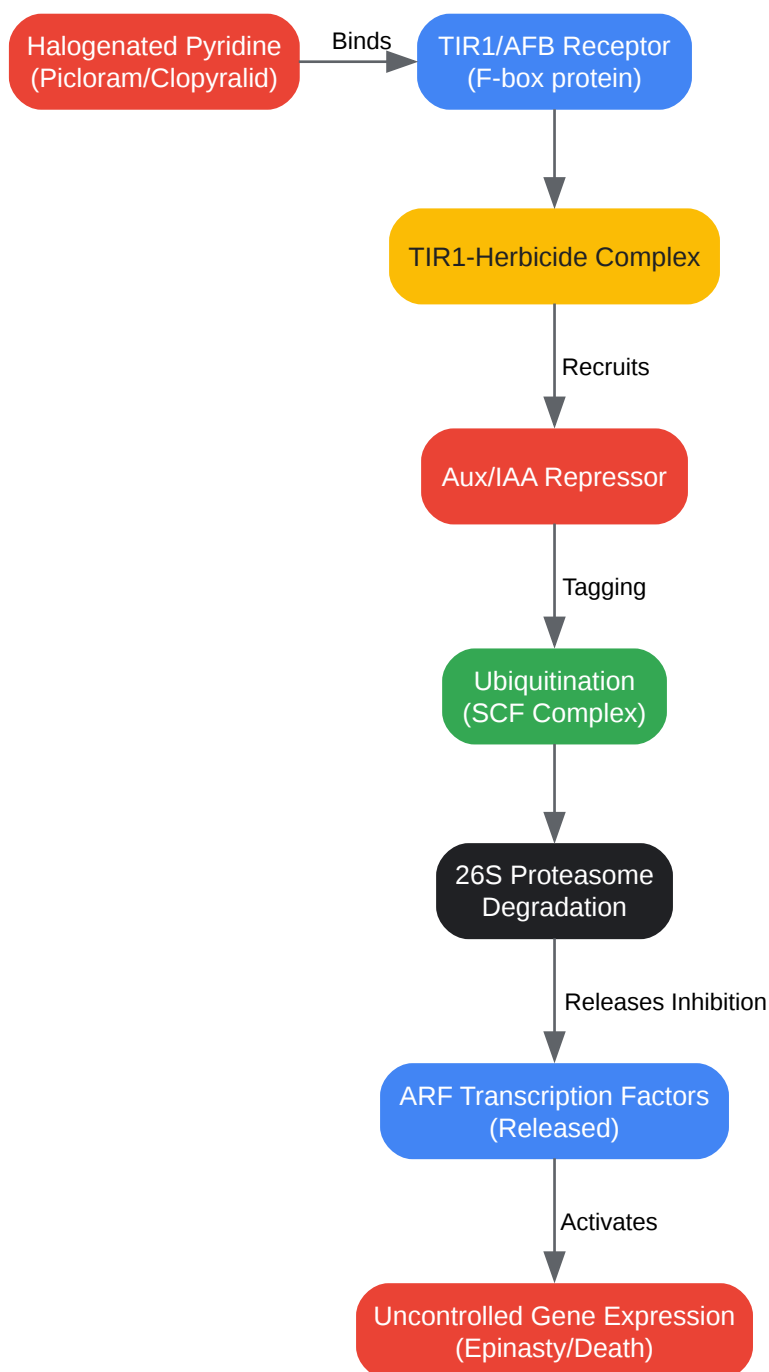 Halogenated Pyridine
(Picloram/Clopyralid)
Binds
TIR1/AFB Receptor
(F-box protein)
TIR1-Herbicide Complex
Recruits
Aux/IAA Repressor
Tagging
Ubiquitination
(SCF Complex)
26S Proteasome
Degradation
Releases Inhibition
ARF Transcription Factors
(Released)
Activates
Uncontrolled Gene Expression
(Epinasty/Death)